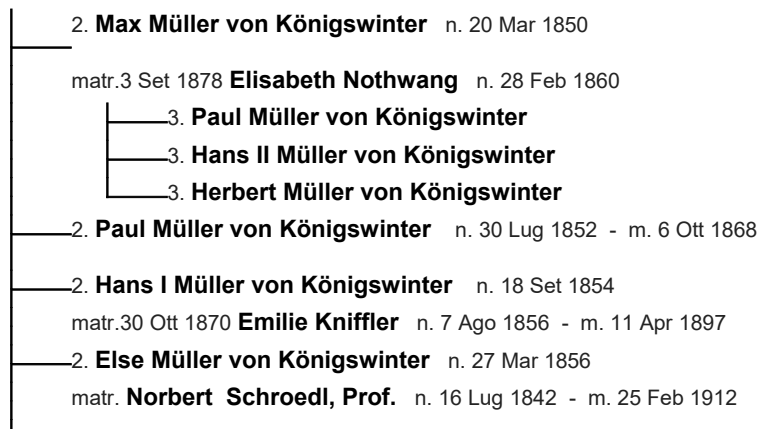 2. Max Müller von Königswinter n. 20 Mar 1850
matr.3 Set 1878 Elisabeth Nothwang n. 28 Feb 1860
3. Paul Müller von Königswinter
3. Hans II Müller von Königswinter
3. Herbert Müller von Königswinter
2. Paul Müller von Königswinter n. 30 Lug 1852 - m. 6 Ott 1868
2. Hans I Müller von Königswinter n. 18 Set 1854
matr.30 Ott 1870 Emilie Kniffler n. 7 Ago 1856 - m. 11 Apr 1897
2. Else Müller von Königswinter n. 27 Mar 1856
matr. Norbert Schroedl, Prof. n. 16 Lug 1842 - m. 25 Feb 1912